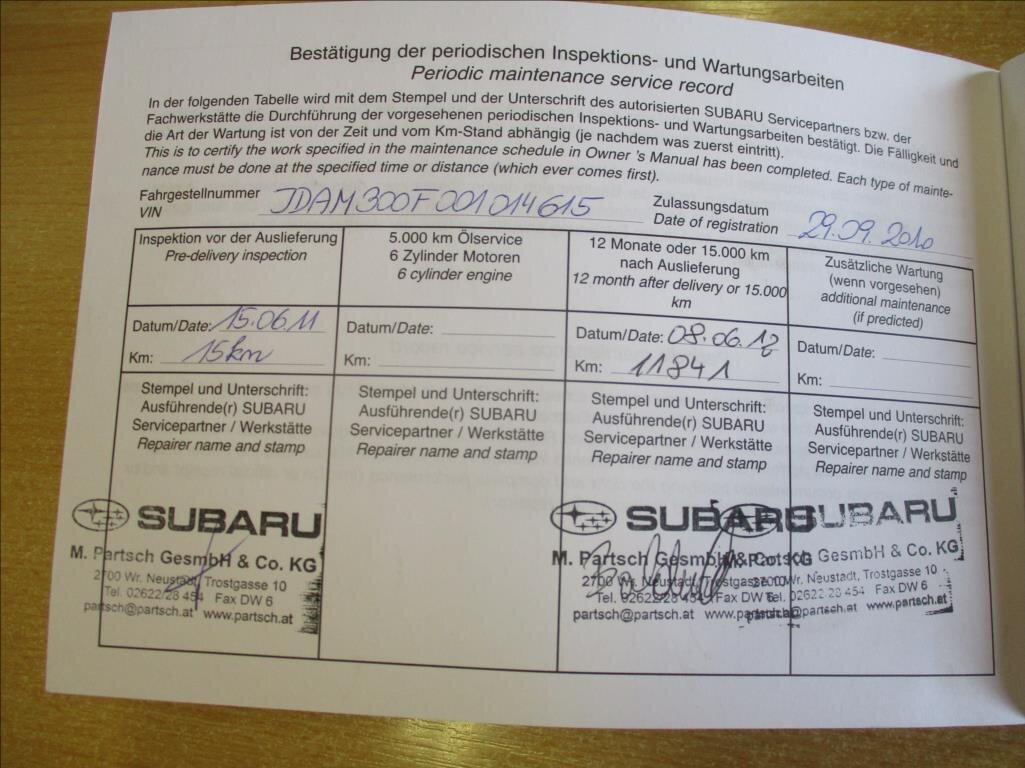 Bestätigung der periodischen Inspektions- und Wartungsarbeiten
Periodic maintenance service record
In der folgenden Tabelle wird mit dem Stempel und der Unterschrift des autorisierten SUBARU Servicepartners bzw. der
Fachwerkstätte die Durchführung der vorgesehenen periodischen Inspektions- und Wartungsarbeiten bestätigt. Die Fälligkeit und
die Art der Wartung ist von der Zeit und vom Km-Stand abhängig (je nachdem was zuerst eintritt).
This is to certify the work specified in the maintenance schedule in Owner 's Manual has been completed. Each type of mainte-
nance must be done at the specified time or distance (which ever comes first).
Fahrgestellnummer
VIN
JDAM300F001014615
Zulassungsdatum
Date of registration
29.09.2010
Inspektion vor der Auslieferung
Pre-delivery inspection
Datum/Date: 15.06.11
Km: 15km
Stempel und Unterschrift:
Ausführende(r) SUBARU
Servicepartner / Werkstätte
Repairer name and stamp
SUBARU
M. Partsch GesmbH & Co. KG
2700 Wr. Neustadt, Trostgasse 10
Tel. 02622/28 454 Fax DW 6
partsch@partsch.at www.partsch.at
5.000 km Ölservice
6 Zylinder Motoren
6 cylinder engine
Datum/Date:
Km:
Stempel und Unterschrift:
Ausführende(r) SUBARU
Servicepartner / Werkstätte
Repairer name and stamp
12 Monate oder 15.000 km
nach Auslieferung
12 month after delivery or 15.000
km
Datum/Date: 08.06.12
Km: 11841
Stempel und Unterschrift:
Ausführende(r) SUBARU
Servicepartner / Werkstätte
Repairer name and stamp
SUBARU
M. Partsch GesmbH & Co. KG
2700 Wr. Neustadt, Trostgasse 10
Tel. 02622/28 454 Fax DW 6
partsch@partsch.at www.partsch.at
Zusätzliche Wartung
(wenn vorgesehen)
additional maintenance
(if predicted)
Datum/Date:
Km:
Stempel und Unterschrift:
Ausführende(r) SUBARU
Servicepartner / Werkstätte
Repairer name and stamp
SUBARU
GesmbH & Co. KG
Wr. Neustadt, Trostgasse 10
02622 28 454 Fax DW 6
www.partsch.at